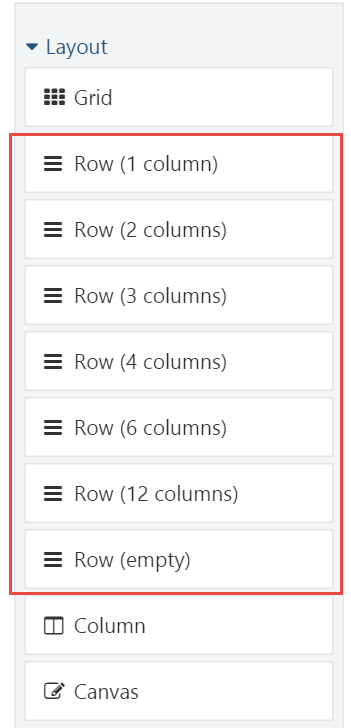 Layout
Grid
Row (1 column)
Row (2 columns)
Row (3 columns)
Row (4 columns)
Row (6 columns)
Row (12 columns)
Row (empty)
Column
Canvas